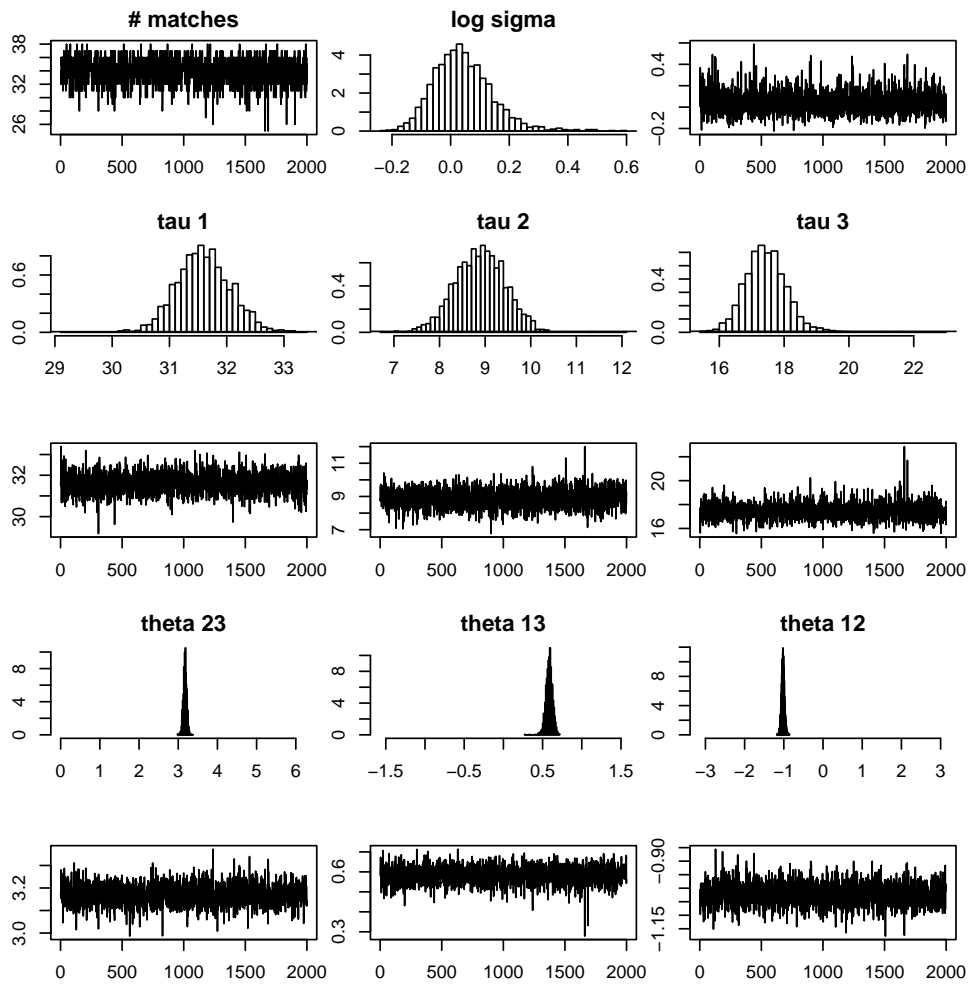 # matches
log sigma
38
32
26
0 500 1000 1500 2000
4
2
0
−0.2 0.0 0.2 0.4 0.6
0.4
−0.2
0 500 1000 1500 2000
tau 1
tau 2
tau 3
0.6
0.0
29 30 31 32 33
0.4
0.0
7 8 9 10 11 12
0.4
0.0
16 18 20 22
32
30
0 500 1000 1500 2000
11
9
7
0 500 1000 1500 2000
20
16
0 500 1000 1500 2000
theta 23
theta 13
theta 12
8
4
0
0 1 2 3 4 5 6
8
4
0
−1.5 −0.5 0.5 1.5
8
4
0
−3 −2 −1 0 1 2 3
3.2
3.0
0 500 1000 1500 2000
0.6
0.3
0 500 1000 1500 2000
−0.90
−1.15
0 500 1000 1500 2000